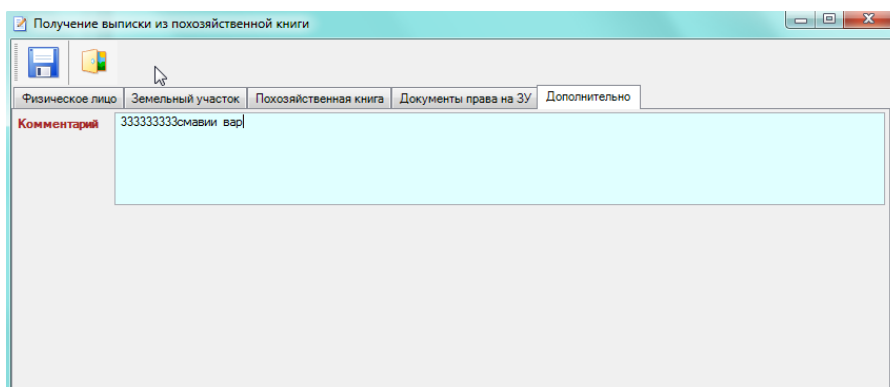 Получение выписки из похозяйственной книги
Физическое лицо Земельный участок Похозяйственная книга Документы права на ЗУ Дополнительно
Комментарий 333333333смавии вар